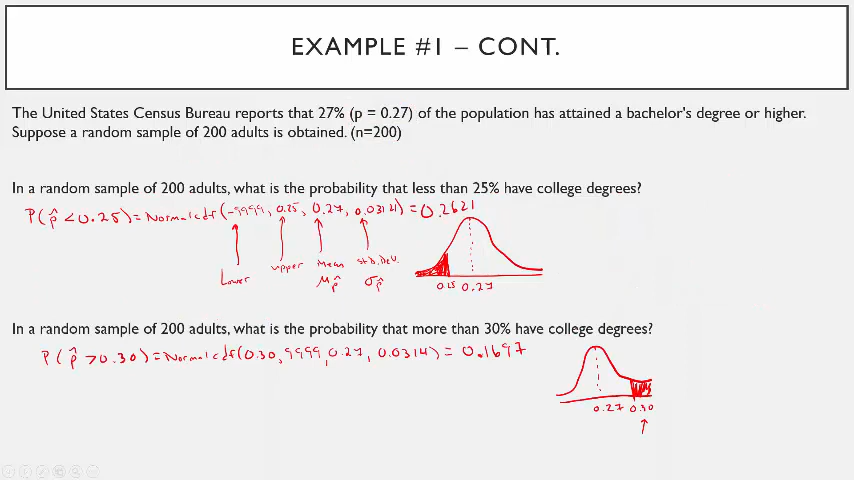 EXAMPLE #1 – CONT.
The United States Census Bureau reports that 27% (p = 0.27) of the population has attained a bachelor's degree or higher.
Suppose a random sample of 200 adults is obtained. (n=200)
In a random sample of 200 adults, what is the probability that less than 25% have college degrees?
P(p̂ < 0.25) = Normalcdf(-9999, 0.25, 0.27, 0.03121) = 0.2621
Lower upper Mean Std. Dev.
μp̂ σp̂
0.25 0.27
In a random sample of 200 adults, what is the probability that more than 30% have college degrees?
P(p̂ > 0.30) = Normalcdf(0.30, 9999, 0.27, 0.0314) = 0.1697
0.27 0.30